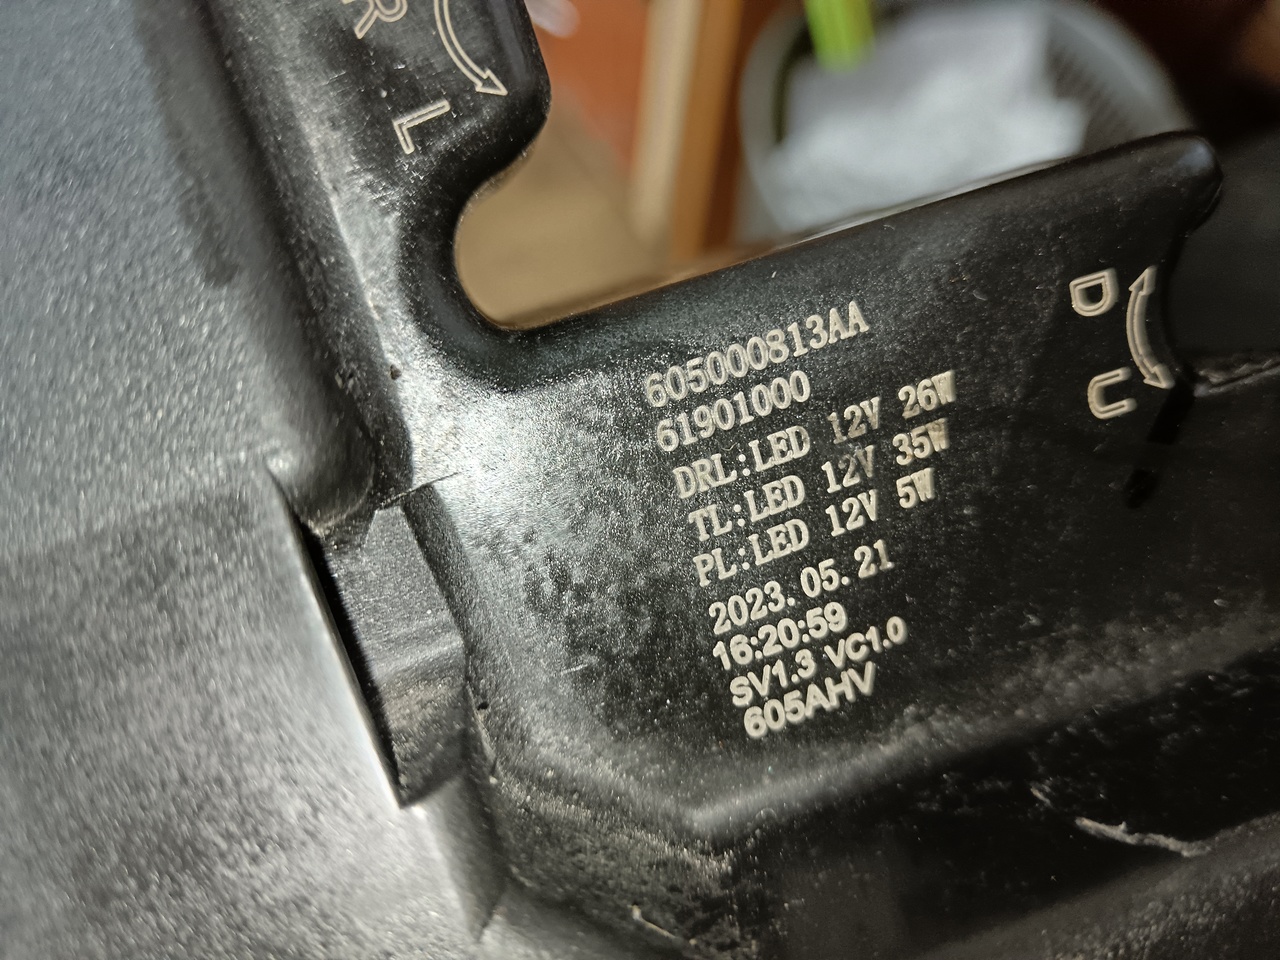 R
L
605000813AA
61901000
DRL:LED 12V 26W
TL:LED 12V 35W
PL:LED 12V 5W
2023.05.21
16:20:59
SV1.3 VC1.0
605AHV
D
U